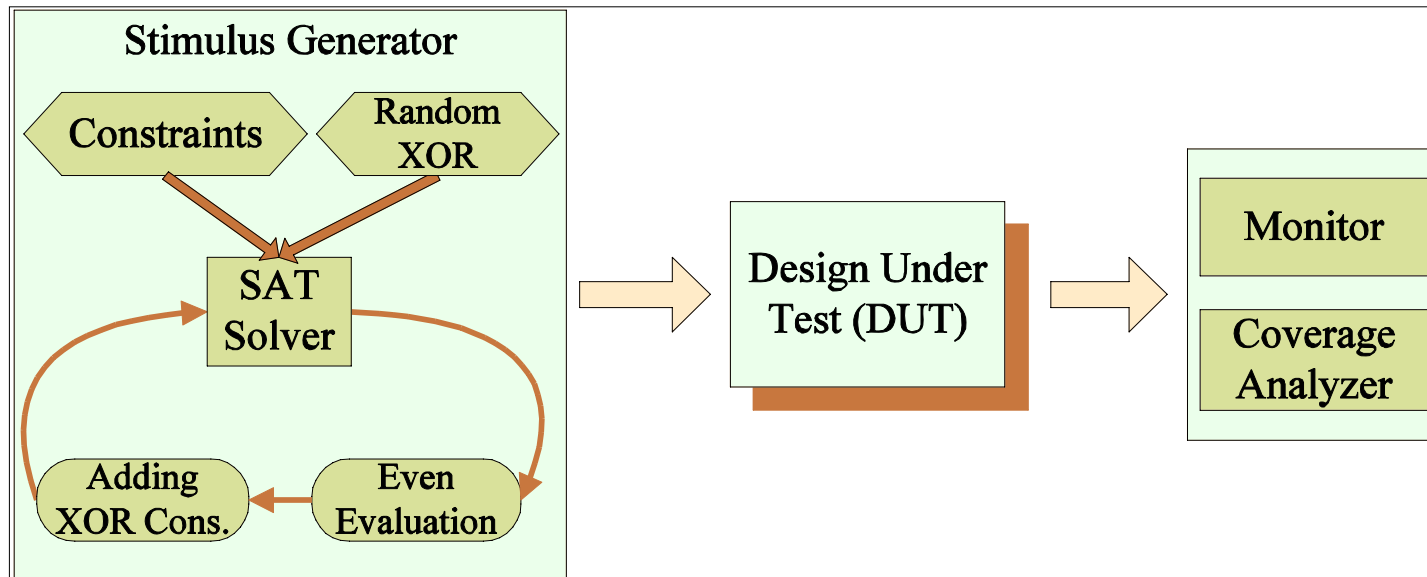 Stimulus Generator
Constraints
Random
XOR
SAT
Solver
Adding
XOR Cons.
Even
Evaluation
Design Under
Test (DUT)
Monitor
Coverage
Analyzer